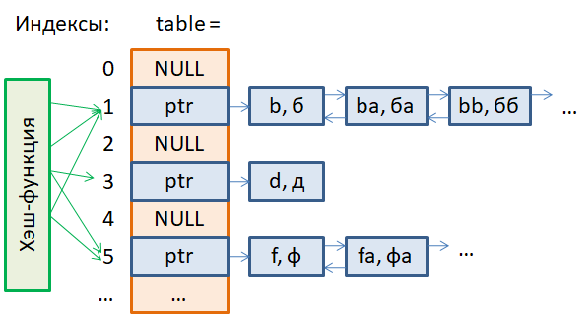 Индексы: table =
0 NULL
1 ptr b, б ba, ба bb, бб ...
2 NULL
3 ptr d, д
4 NULL
5 ptr f, ф fa, фа ...
... ...
Хэш-функция